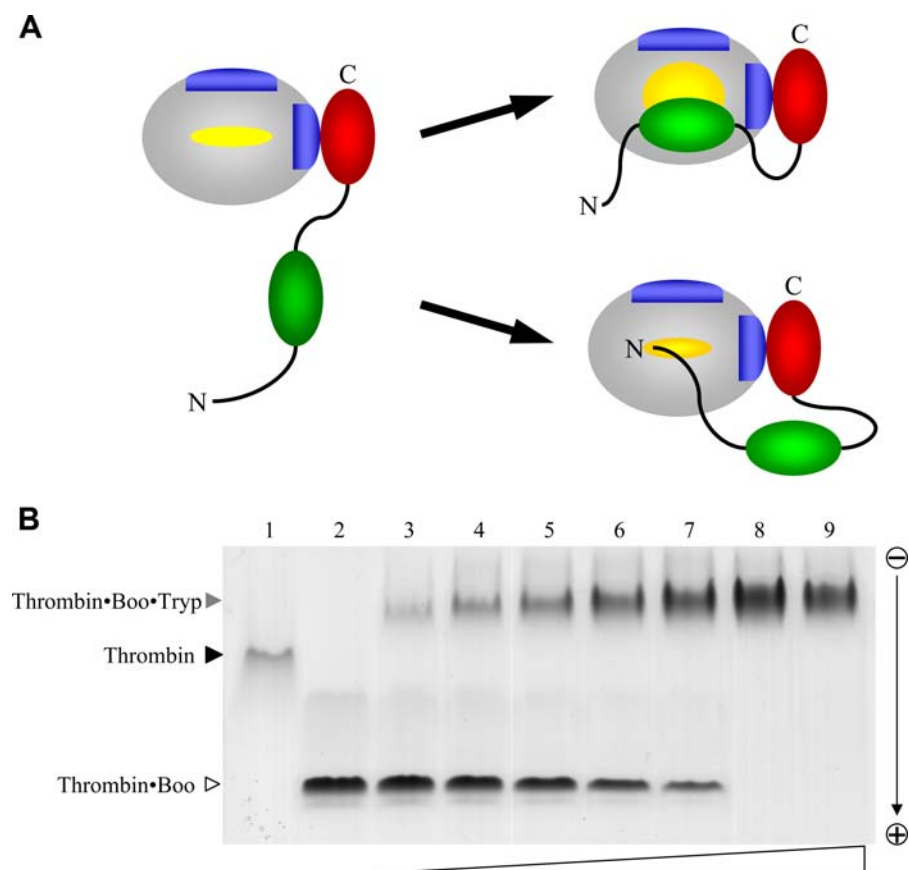 A
C
C
N
N
C
N
B
1 2 3 4 5 6 7 8 9
Thrombin•Boo•Tryp
Thrombin
Thrombin•Boo
−
+